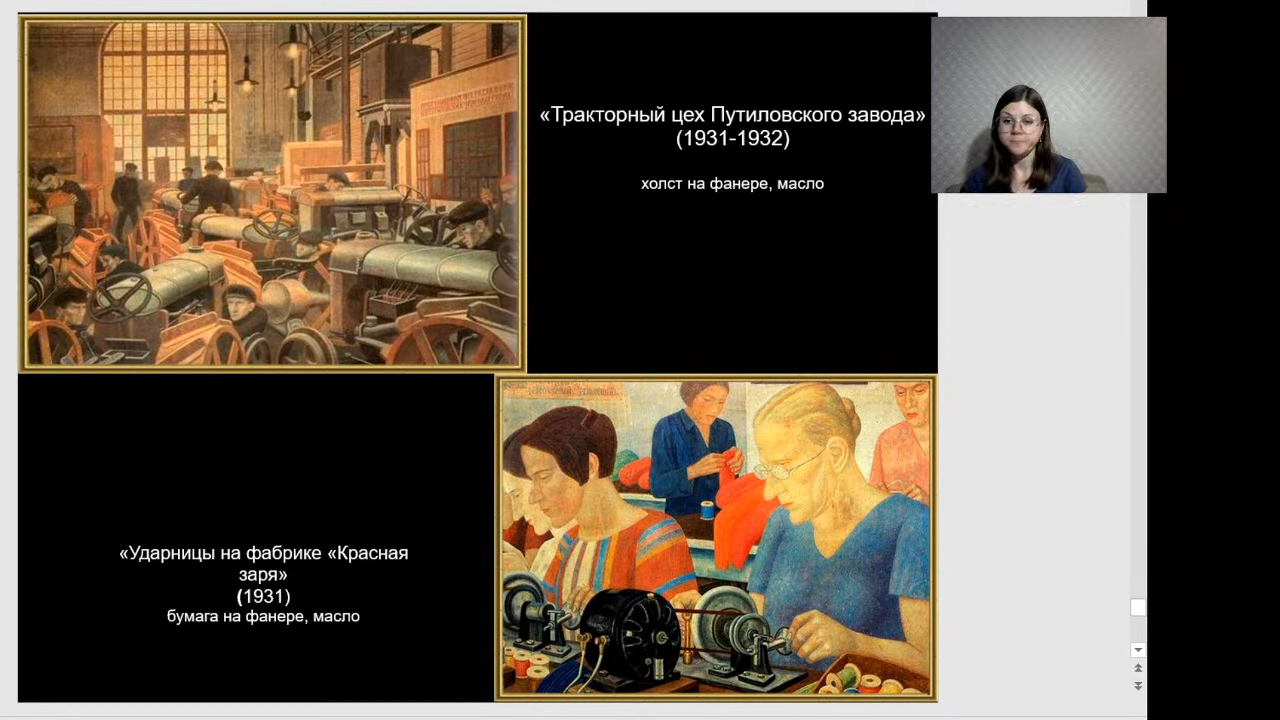 «Тракторный цех Путиловского завода»
(1931-1932)
холст на фанере, масло
«Ударницы на фабрике «Красная
заря»
(1931)
бумага на фанере, масло